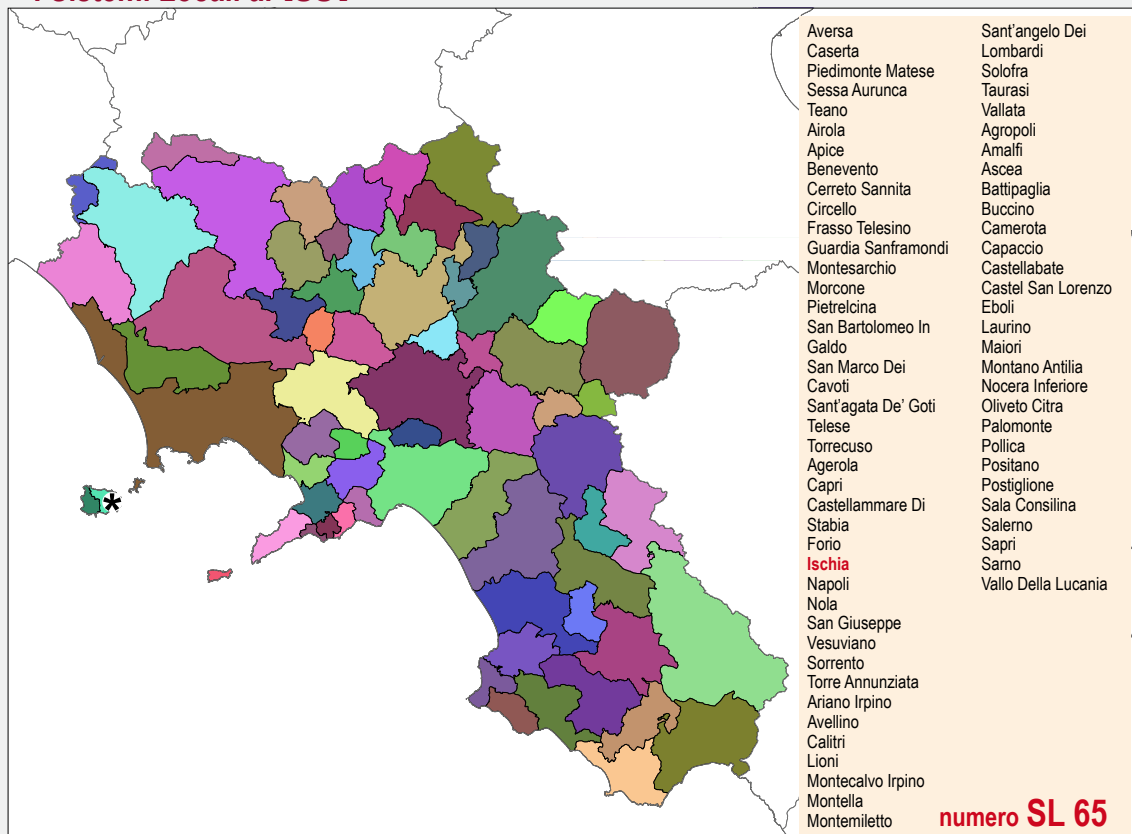 Aversa
Caserta
Piedimonte Matese
Sessa Aurunca
Teano
Airola
Apice
Benevento
Cerreto Sannita
Circello
Frasso Telesino
Guardia Sanframondi
Montesarchio
Morcone
Pietrelcina
San Bartolomeo In
Galdo
San Marco Dei
Cavoti
Sant'agata De' Goti
Telese
Torrecuso
Agerola
Capri
Castellammare Di
Stabia
Forio
Ischia
Napoli
Nola
San Giuseppe
Vesuviano
Sorrento
Torre Annunziata
Ariano Irpino
Avellino
Calitri
Lioni
Montecalvo Irpino
Montella
Montemiletto
Sant'angelo Dei
Lombardi
Solofra
Taurasi
Vallata
Agropoli
Amalfi
Ascea
Battipaglia
Buccino
Camerota
Capaccio
Castellabate
Castel San Lorenzo
Eboli
Laurino
Maiori
Montano Antilia
Nocera Inferiore
Oliveto Citra
Palomonte
Pollica
Positano
Postiglione
Sala Consilina
Salerno
Sapri
Sarno
Vallo Della Lucania
numero SL 65
*